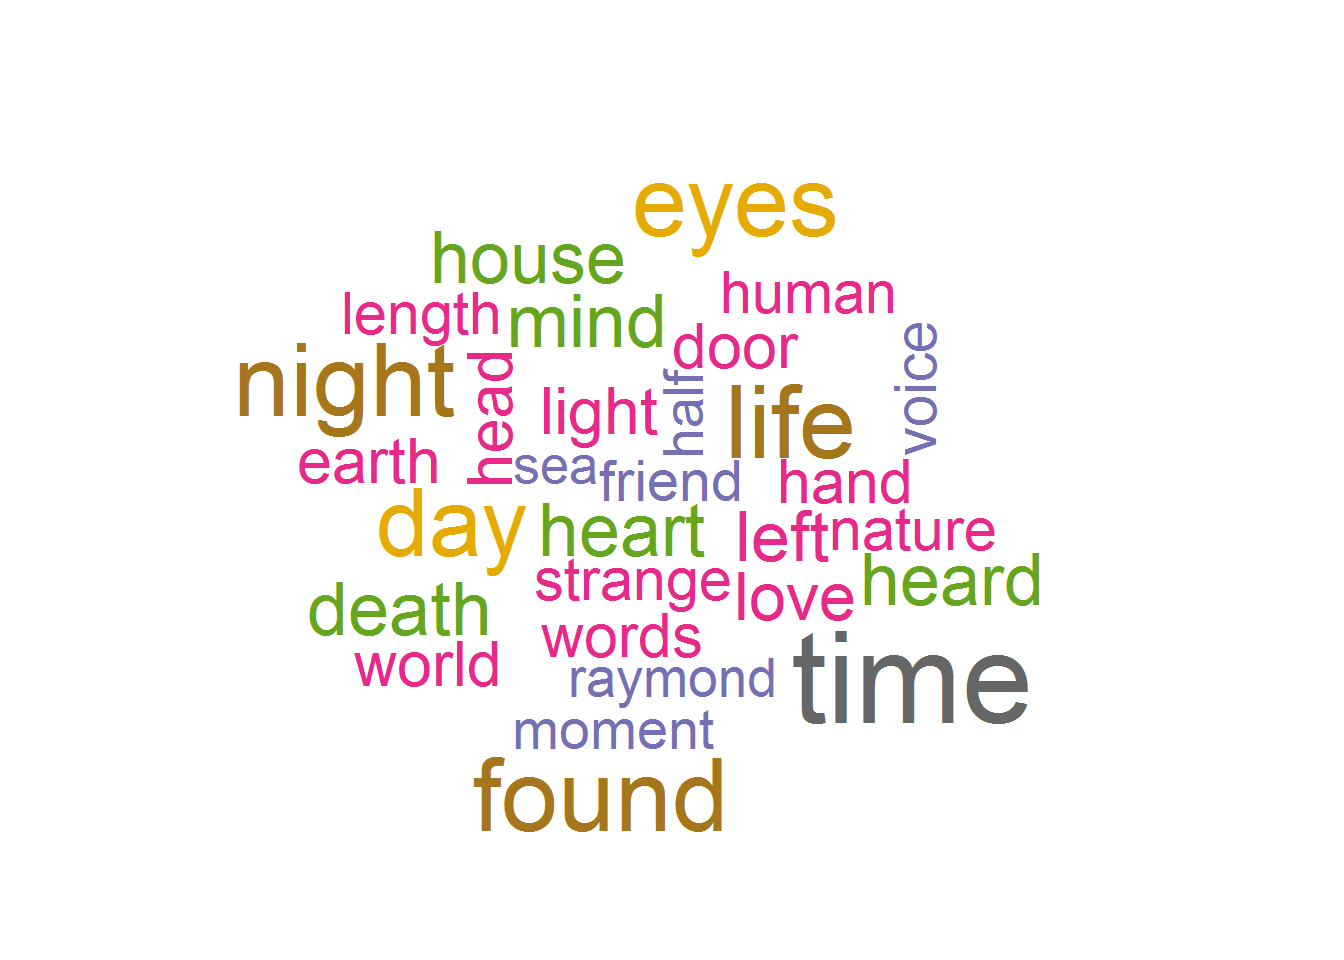 eyes
house
human
length
mind
door
voice
night
head
light
half
life
earth
sea
friend
hand
day
heart
left
nature
strange
love
heard
death
words
world
raymond
time
moment
found